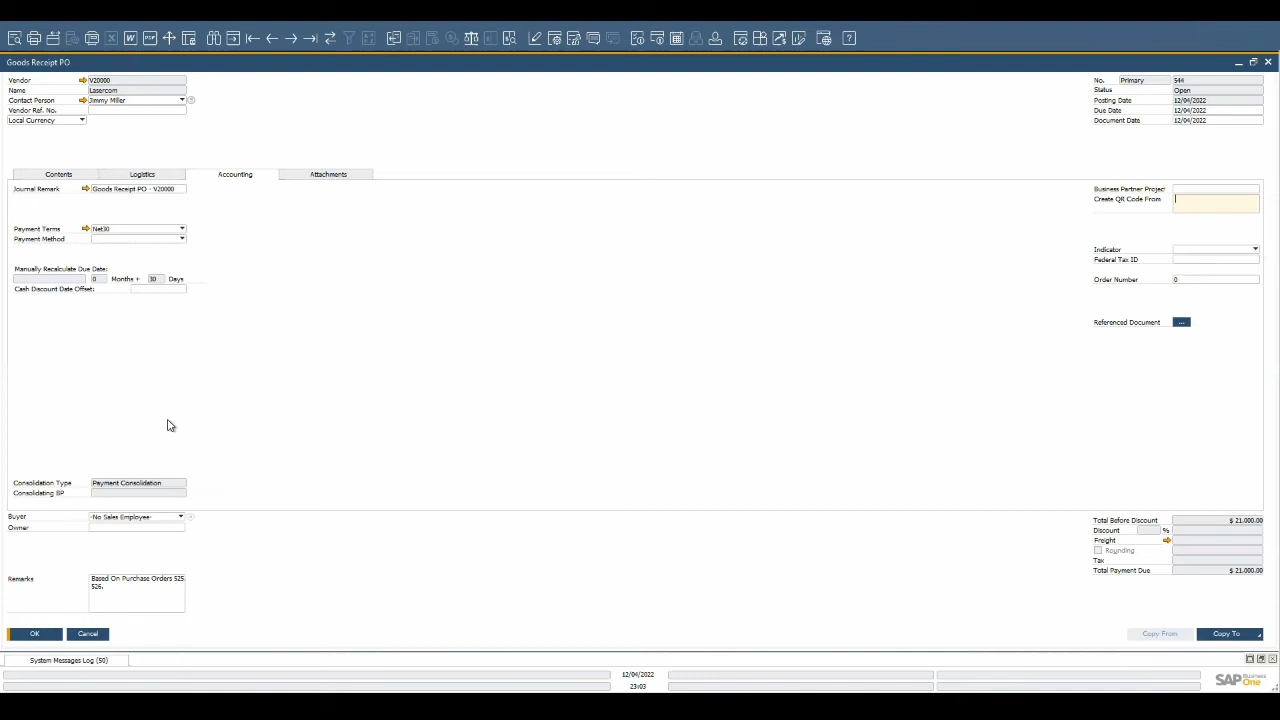 Goods Receipt PO
Vendor V20000
Name Lasercom
Contact Person Jimmy Miller
Vendor Ref. No.
Local Currency
No. Primary 544
Status Open
Posting Date 12/04/2022
Due Date 12/04/2022
Document Date 12/04/2022
Contents Logistics Accounting Attachments
Journal Remark Goods Receipt PO - V20000
Payment Terms Net30
Payment Method
Manually Recalculate Due Date:
0 Months + 30 Days
Cash Discount Date Offset:
Business Partner Project
Create QR Code From
Indicator
Federal Tax ID
Order Number 0
Referenced Document ...
Consolidation Type Payment Consolidation
Consolidating BP
Buyer -No Sales Employee-
Owner
Remarks Based On Purchase Orders 525.
526.
Total Before Discount $ 21,000.00
Discount %
Freight
Rounding
Tax
Total Payment Due $ 21,000.00
OK Cancel
Copy From Copy To
System Messages Log (50)
12/04/2022
23:03
SAP Business One